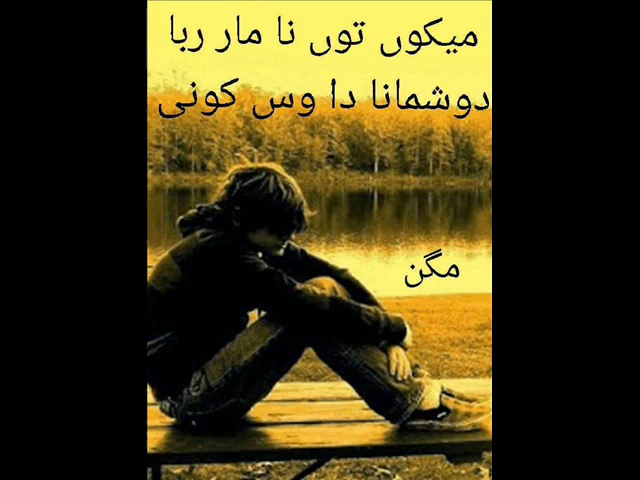 میکوں توں نا مار ربا
دوشمانا دا وس کونی
مگن